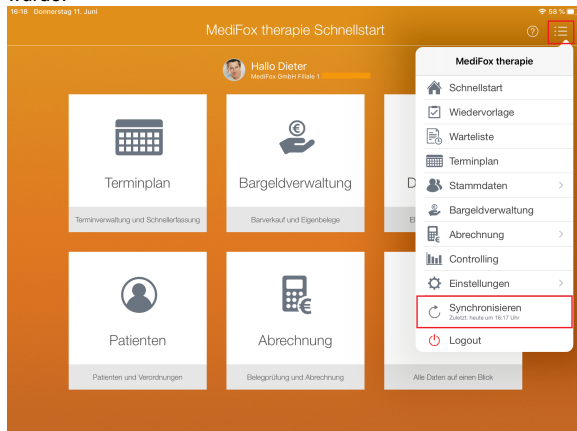 16:18 Donnerstag 11. Juni
58 %
MediFox therapie Schnellstart
?
Hallo Dieter
MediFox GmbH Filiale 1
Terminplan
Terminverwaltung und Schnellerfassung
Bargeldverwaltung
Barverkauf und Eigenbelege
D
Patienten
Patienten und Verordnungen
Abrechnung
Belegprüfung und Abrechnung
Alle Daten auf einen Blick
MediFox therapie
Schnellstart
Wiedervorlage
Warteliste
Terminplan
Stammdaten
Bargeldverwaltung
Abrechnung
Controlling
Einstellungen
Synchronisieren
Zuletzt: heute um 16:17 Uhr
Logout